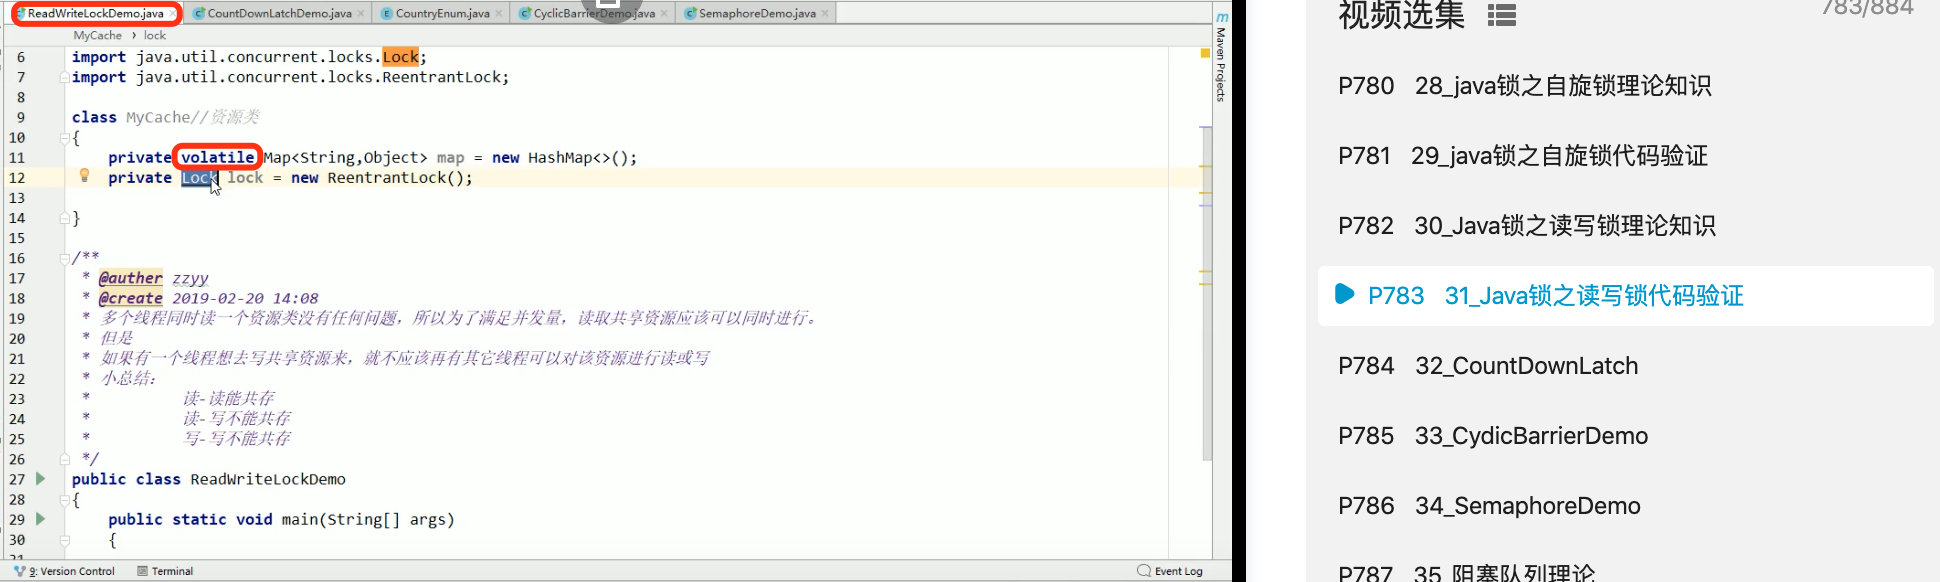 ReadWriteLockDemo.java
CountDownLatchDemo.java
CountryEnum.java
CyclicBarrierDemo.java
SemaphoreDemo.java
MyCache > lock
6 import java.util.concurrent.locks.Lock;
7 import java.util.concurrent.locks.ReentrantLock;
8
9 class MyCache//资源类
10 {
11 private volatile Map<String,Object> map = new HashMap<>();
12 private Lock lock = new ReentrantLock();
13
14 }
15
16 /**
17 * @auther zzyy
18 * @create 2019-02-20 14:08
19 * 多个线程同时读一个资源类没有任何问题，所以为了满足并发量，读取共享资源应该可以同时进行。
20 * 但是
21 * 如果有一个线程想去写共享资源来，就不应该再有其它线程可以对该资源进行读或写
22 * 小总结：
23 * 读-读能共存
24 * 读-写不能共存
25 * 写-写不能共存
26 */
27 public class ReadWriteLockDemo
28 {
29 public static void main(String[] args)
30 {
9: Version Control
Terminal
Event Log
m Maven Projects
视频选集
783/884
P780 28_java锁之自旋锁理论知识
P781 29_java锁之自旋锁代码验证
P782 30_Java锁之读写锁理论知识
P783 31_Java锁之读写锁代码验证
P784 32_CountDownLatch
P785 33_CydicBarrierDemo
P786 34_SemaphoreDemo
P787 35_阻塞队列理论